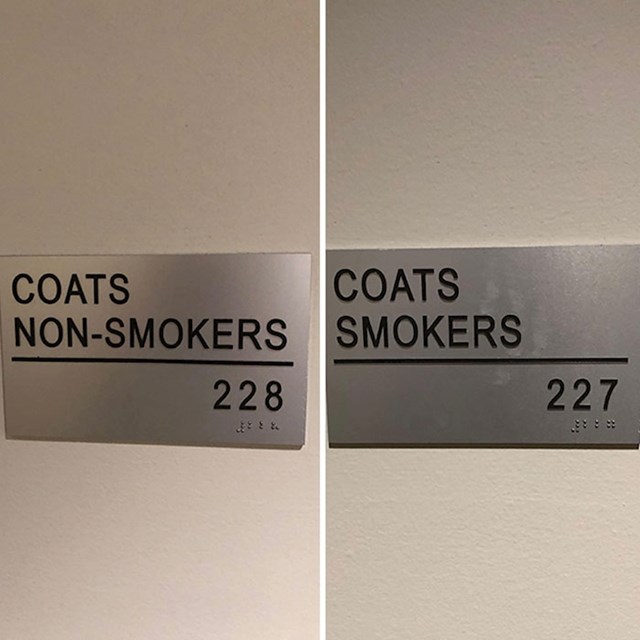 COATS
NON-SMOKERS
228
COATS
SMOKERS
227